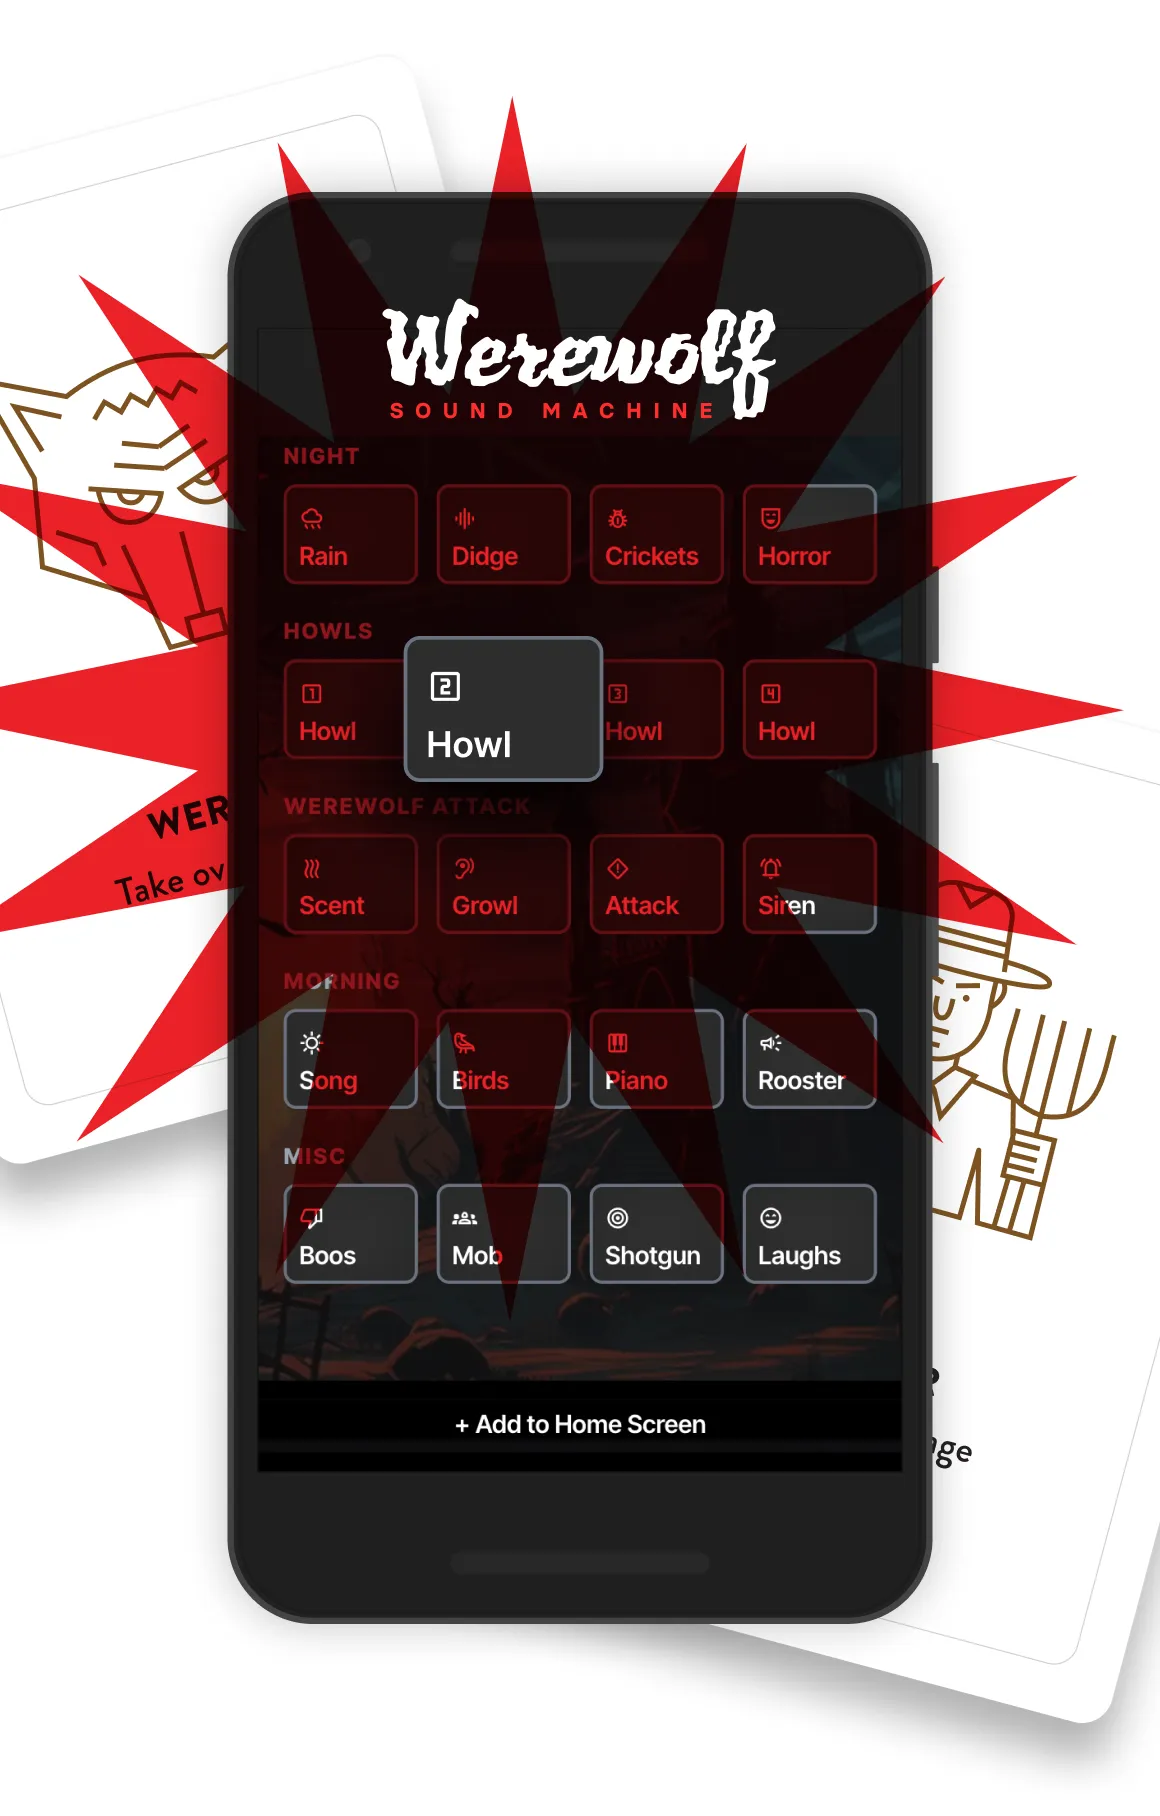 Werewolf
SOUND MACHINE
NIGHT
Rain
Didge
Crickets
Horror
HOWLS
1
Howl
2
Howl
3
Howl
4
Howl
WEREWOLF ATTACK
Scent
Growl
Attack
Siren
MORNING
Song
Birds
Piano
Rooster
MISC
Boos
Mob
Shotgun
Laughs
+ Add to Home Screen
WER
Take ov
age